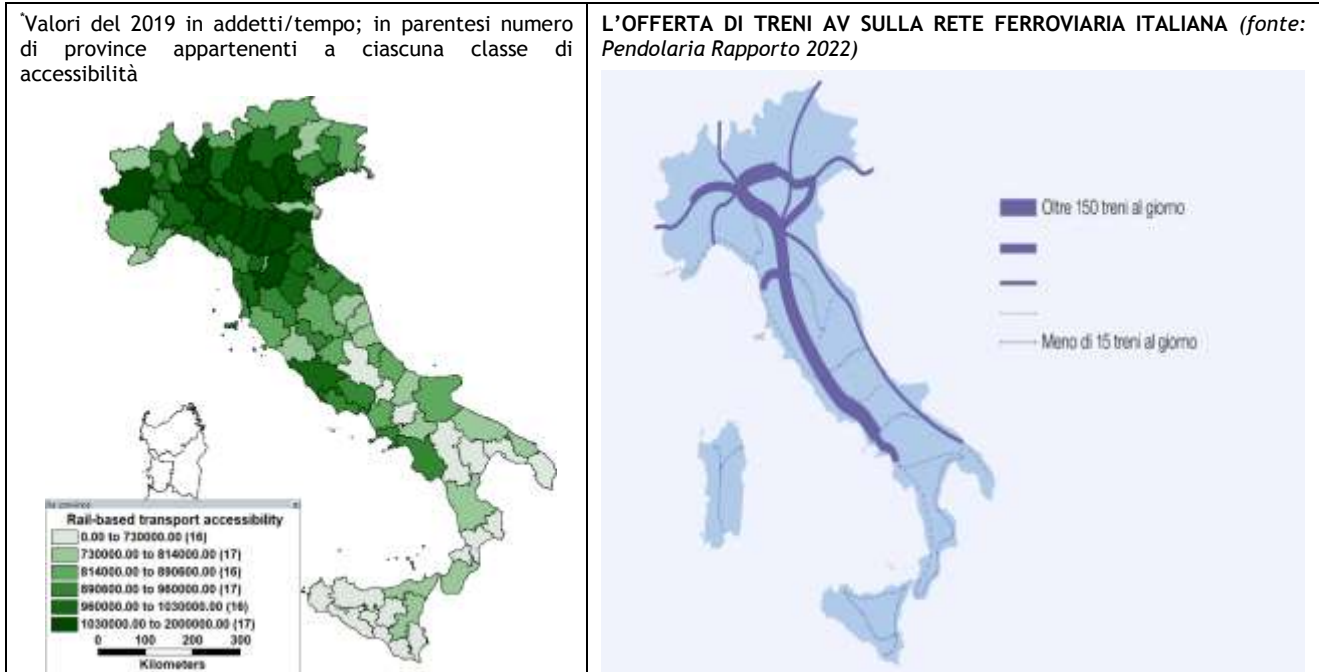 *Valori del 2019 in addetti/tempo; in parentesi numero
di province appartenenti a ciascuna classe di
accessibilità
Rail-based transport accessibility
0.00 to 730000.00 (16)
730000.00 to 814000.00 (17)
814000.00 to 890600.00 (16)
890600.00 to 960000.00 (17)
960000.00 to 1030000.00 (16)
1030000.00 to 2000000.00 (17)
0 100 200 300
Kilometers
L'OFFERTA DI TRENI AV SULLA RETE FERROVIARIA ITALIANA (fonte:
Pendolaria Rapporto 2022)
Oltre 150 treni al giorno
Meno di 15 treni al giorno